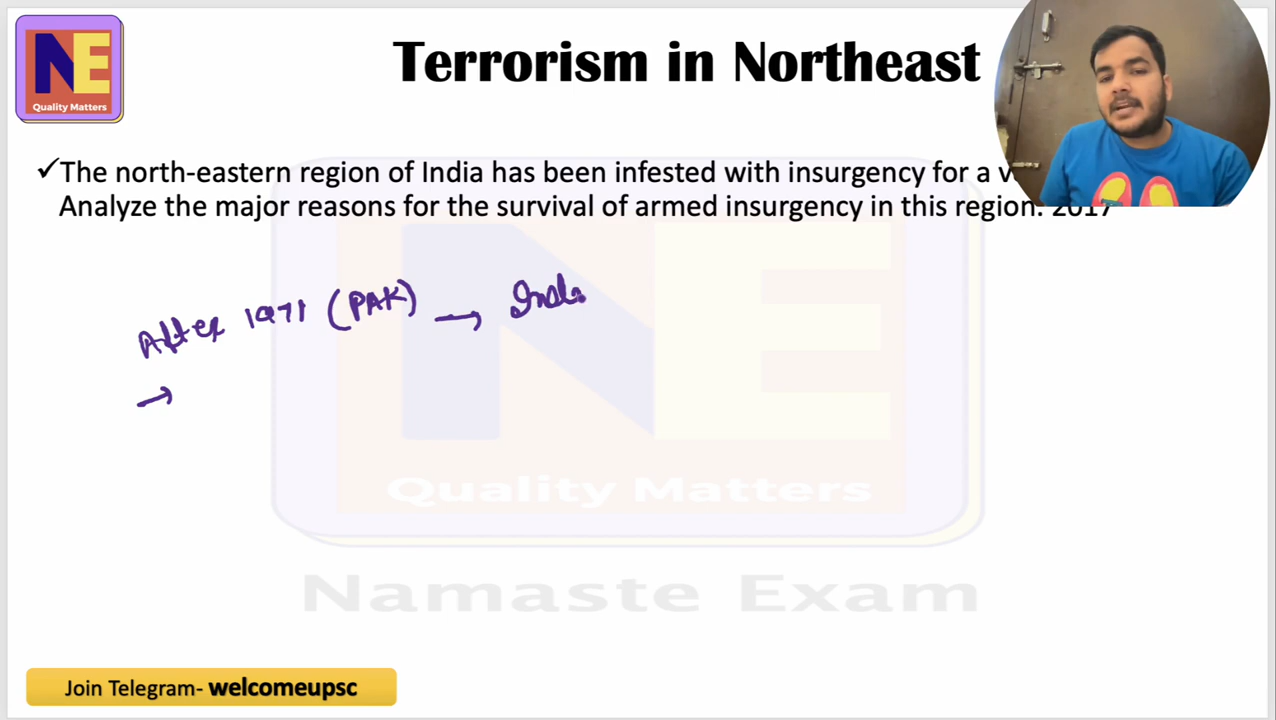 NE
Quality Matters
Terrorism in Northeast
✓The north-eastern region of India has been infested with insurgency for a
Analyze the major reasons for the survival of armed insurgency in this region. 2017
After 1971 (PAK) →
→
NE
Quality Matters
Namaste Exam
Join Telegram- welcomeupsc